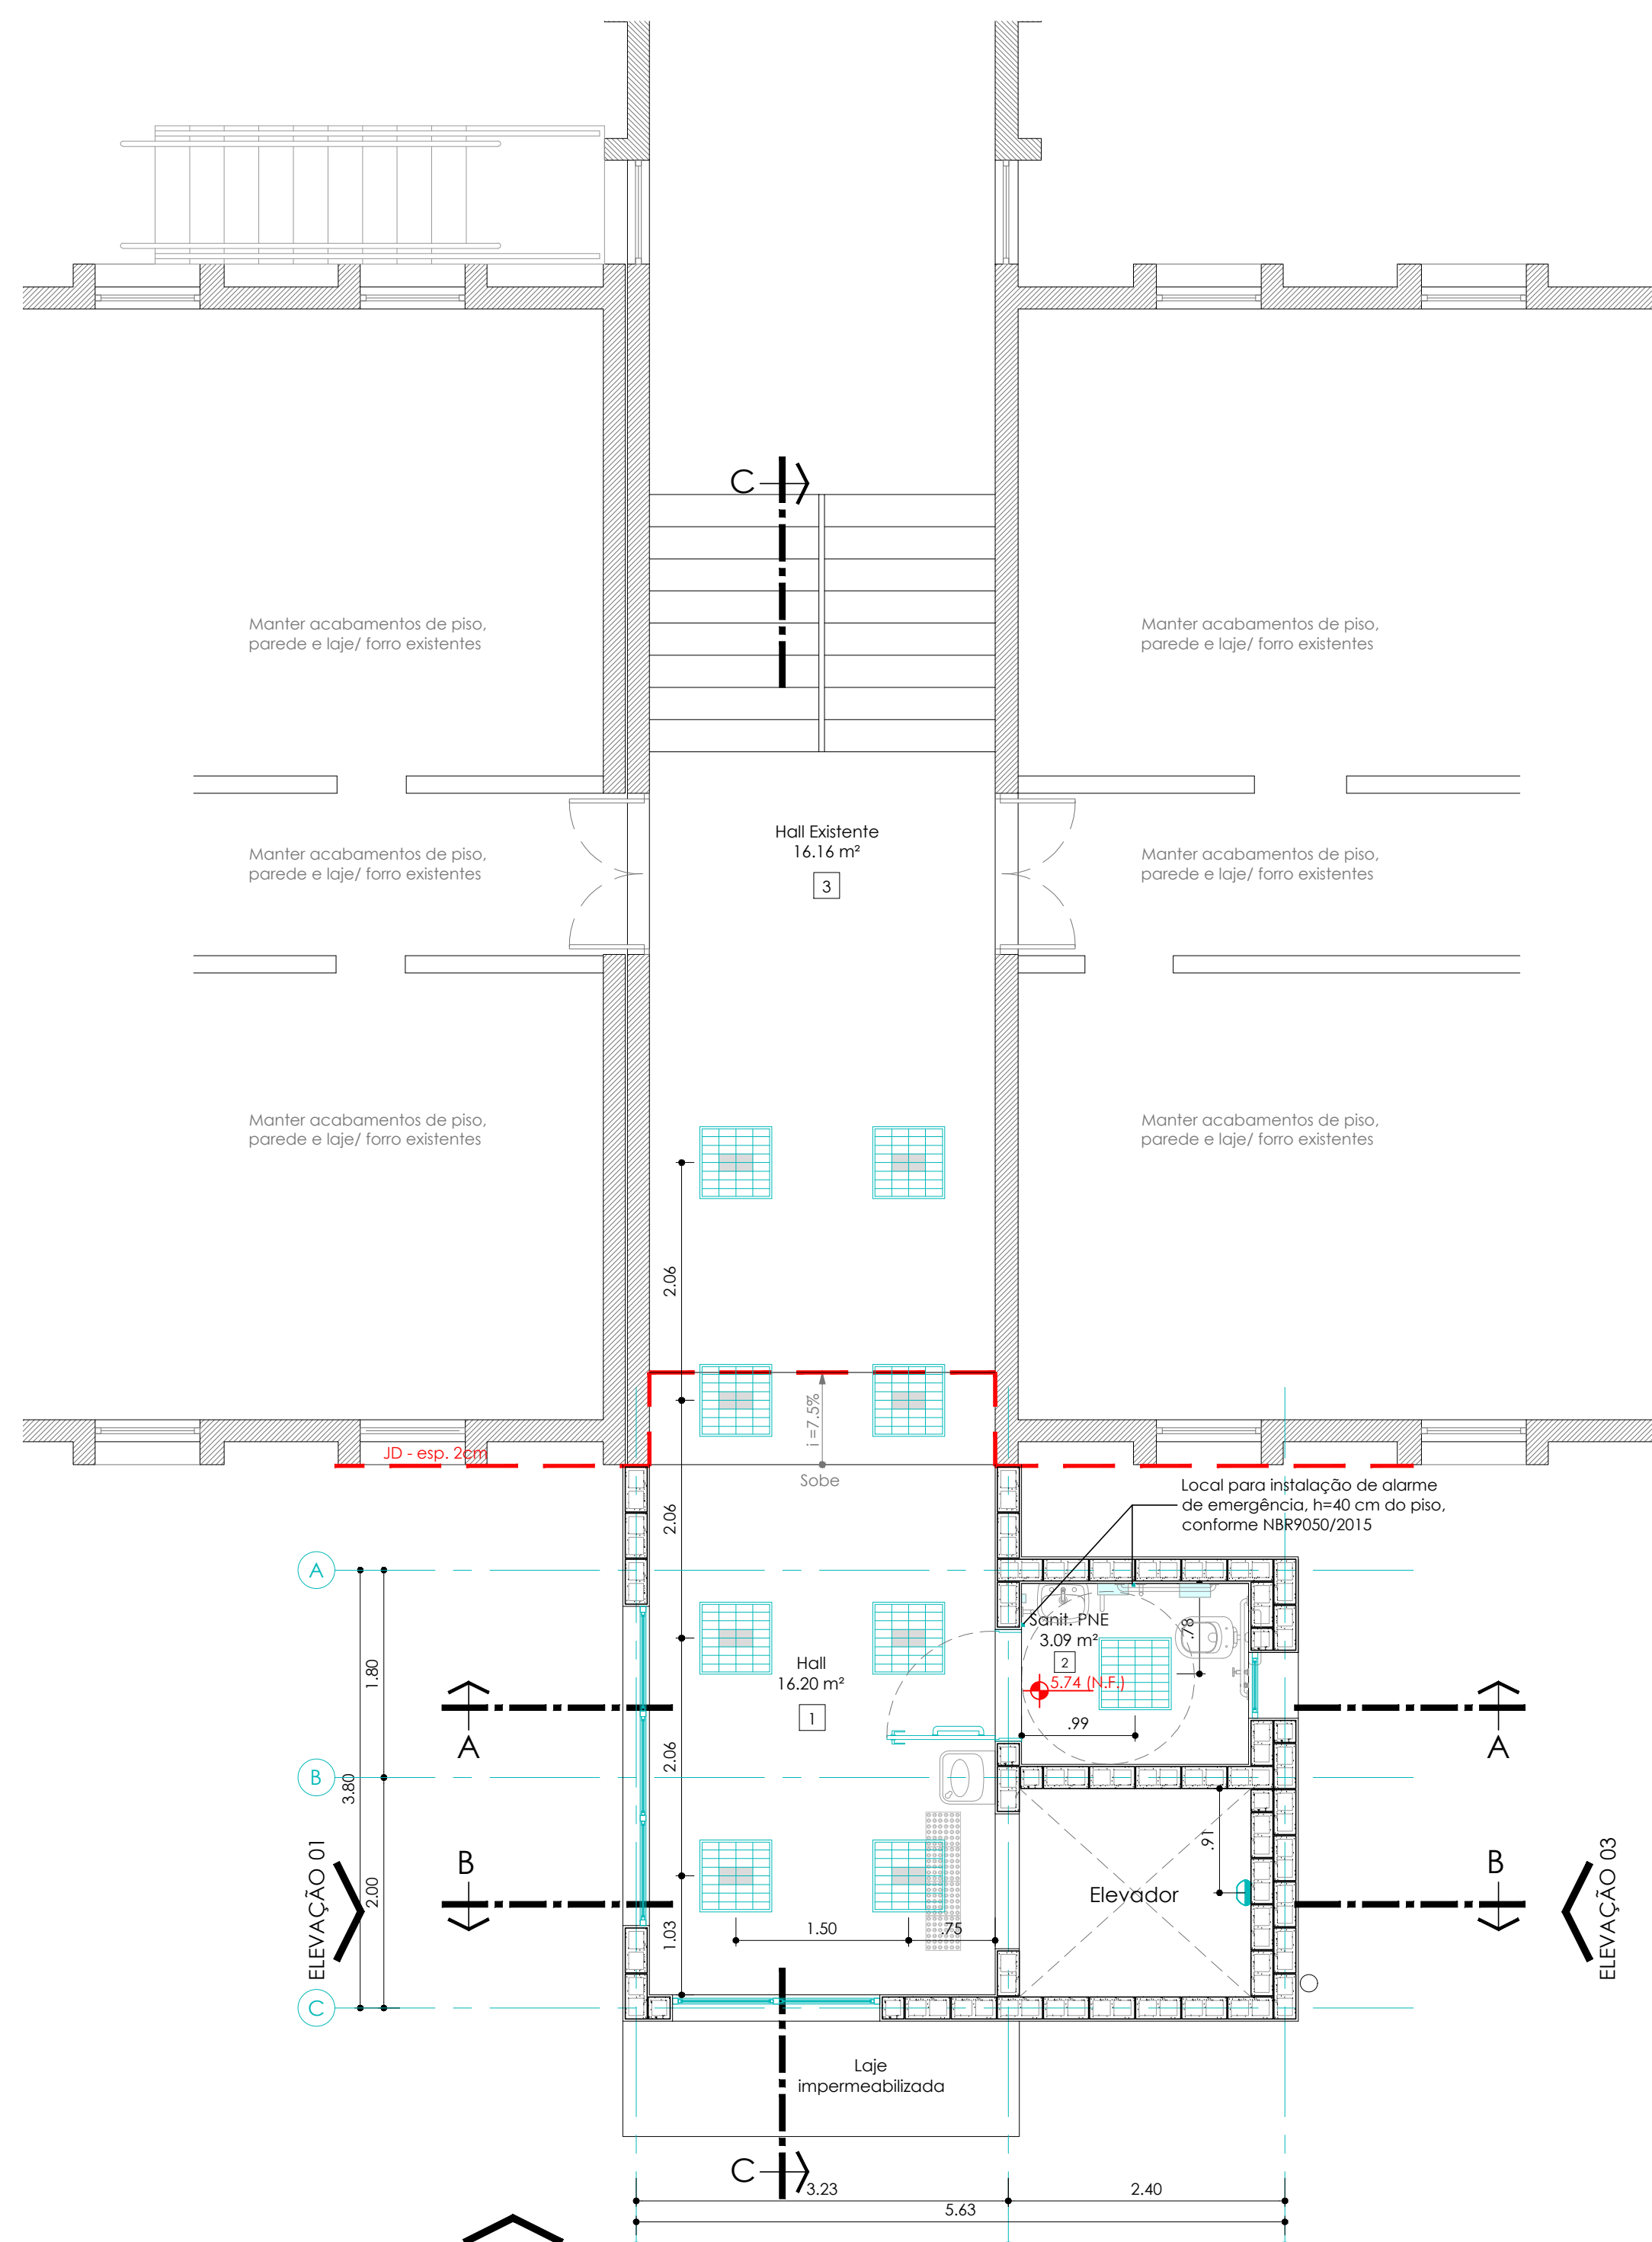 C
Manter acabamentos de piso,
parede e laje/ forro existentes
Manter acabamentos de piso,
parede e laje/ forro existentes
Hall Existente
16.16 m²
3
Manter acabamentos de piso,
parede e laje/ forro existentes
Manter acabamentos de piso,
parede e laje/ forro existentes
Manter acabamentos de piso,
parede e laje/ forro existentes
Manter acabamentos de piso,
parede e laje/ forro existentes
2.06
i =7.5%
JD - esp. 2cm
Sobe
Local para instalação de alarme
de emergência, h=40 cm do piso,
conforme NBR9050/2015
2.06
A
Sanit. PNE
3.09 m²
2
.78
5.74 (N.F.)
.99
Hall
16.20 m²
1
1.80
A
A
2.06
B
3.80
.91
B
B
Elevador
ELEVAÇÃO 01
ELEVAÇÃO 03
2.00
1.03
1.50
.75
C
Laje
impermeabilizada
C
3.23
2.40
5.63